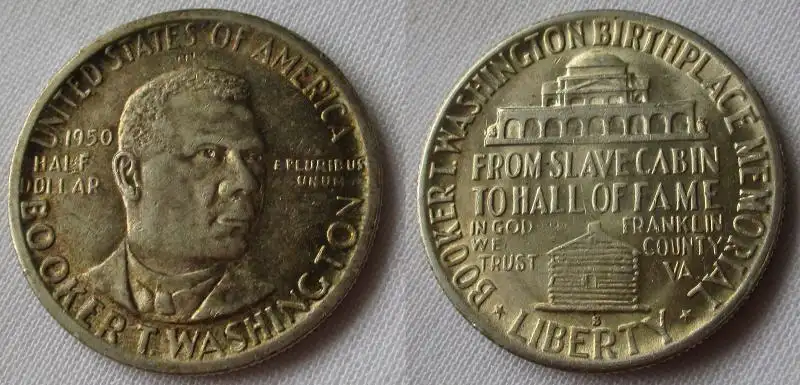 UNITED STATES OF AMERICA
1950
HALF
DOLLAR
E PLURIBUS
UNUM
BOOKER T. WASHINGTON
BOOKER T. WASHINGTON BIRTHPLACE MEMORIAL
FROM SLAVE CABIN
TO HALL OF FAME
IN GOD
WE
TRUST
FRANKLIN
COUNTY
VA.
S
LIBERTY